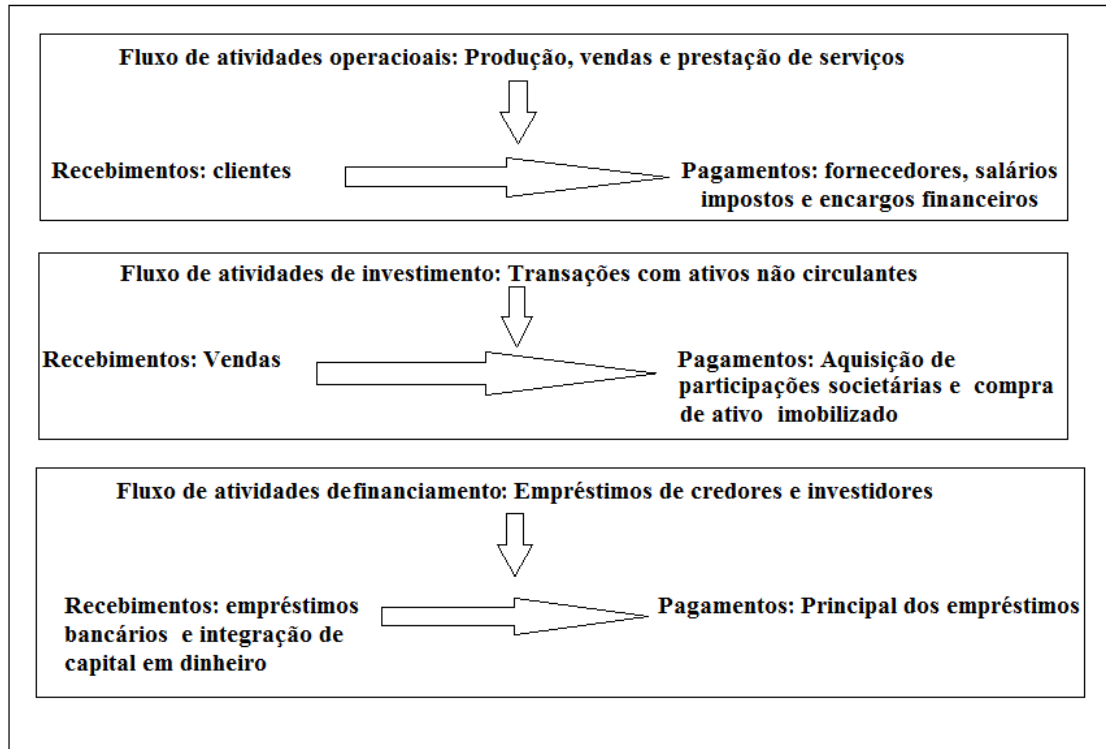 Fluxo de atividades operacioais: Produção, vendas e prestação de serviços
Recebimentos: clientes
Pagamentos: fornecedores, salários
impostos e encargos financeiros
Fluxo de atividades de investimento: Transações com ativos não circulantes
Recebimentos: Vendas
Pagamentos: Aquisição de
participações societárias e compra
de ativo imobilizado
Fluxo de atividades definanciamento: Empréstimos de credores e investidores
Recebimentos: empréstimos
bancários e integração de
capital em dinheiro
Pagamentos: Principal dos empréstimos